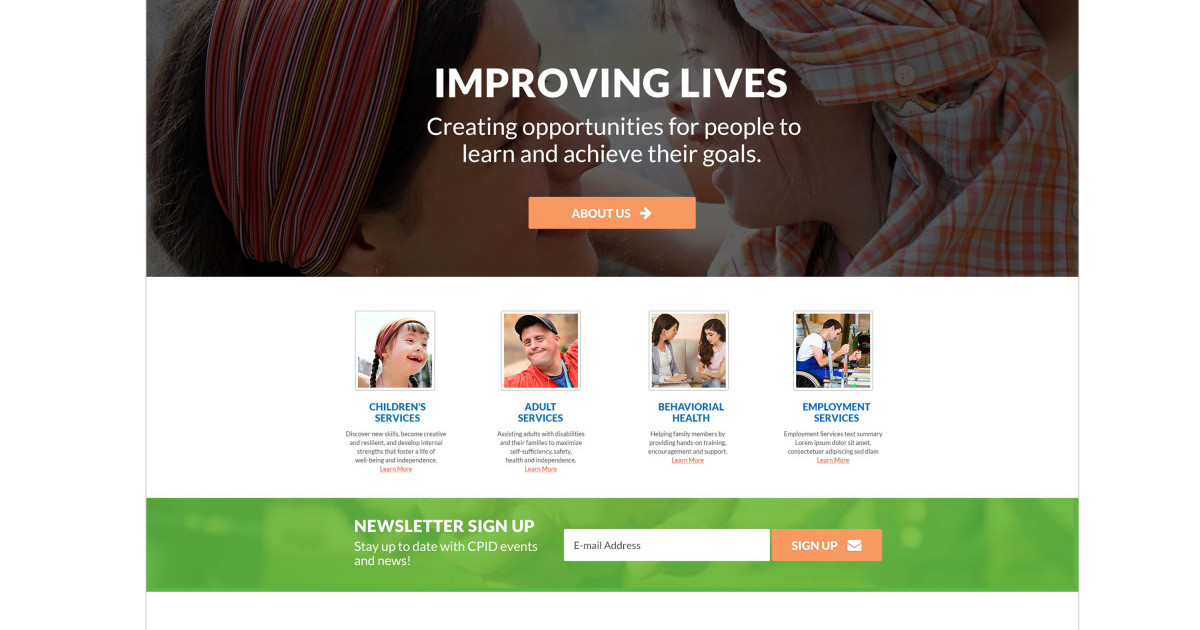 IMPROVING LIVES
Creating opportunities for people to
learn and achieve their goals.
ABOUT US
CHILDREN'S
SERVICES
Discover new skills, become creative
and resilient, and develop internal
strengths that foster a life of
well-being and independence.
Learn More
ADULT
SERVICES
Assisting adults with disabilities
and their families to maximize
self-sufficiency, safety,
health and independence.
Learn More
BEHAVIORIAL
HEALTH
Helping family members by
providing hands-on training,
encouragement and support.
Learn More
EMPLOYMENT
SERVICES
Employment Services text summary
Lorem ipsum dolor sit amet,
consectetuer adipiscing sed diam
Learn More
NEWSLETTER SIGN UP
Stay up to date with CPID events
and news!
E-mail Address
SIGN UP